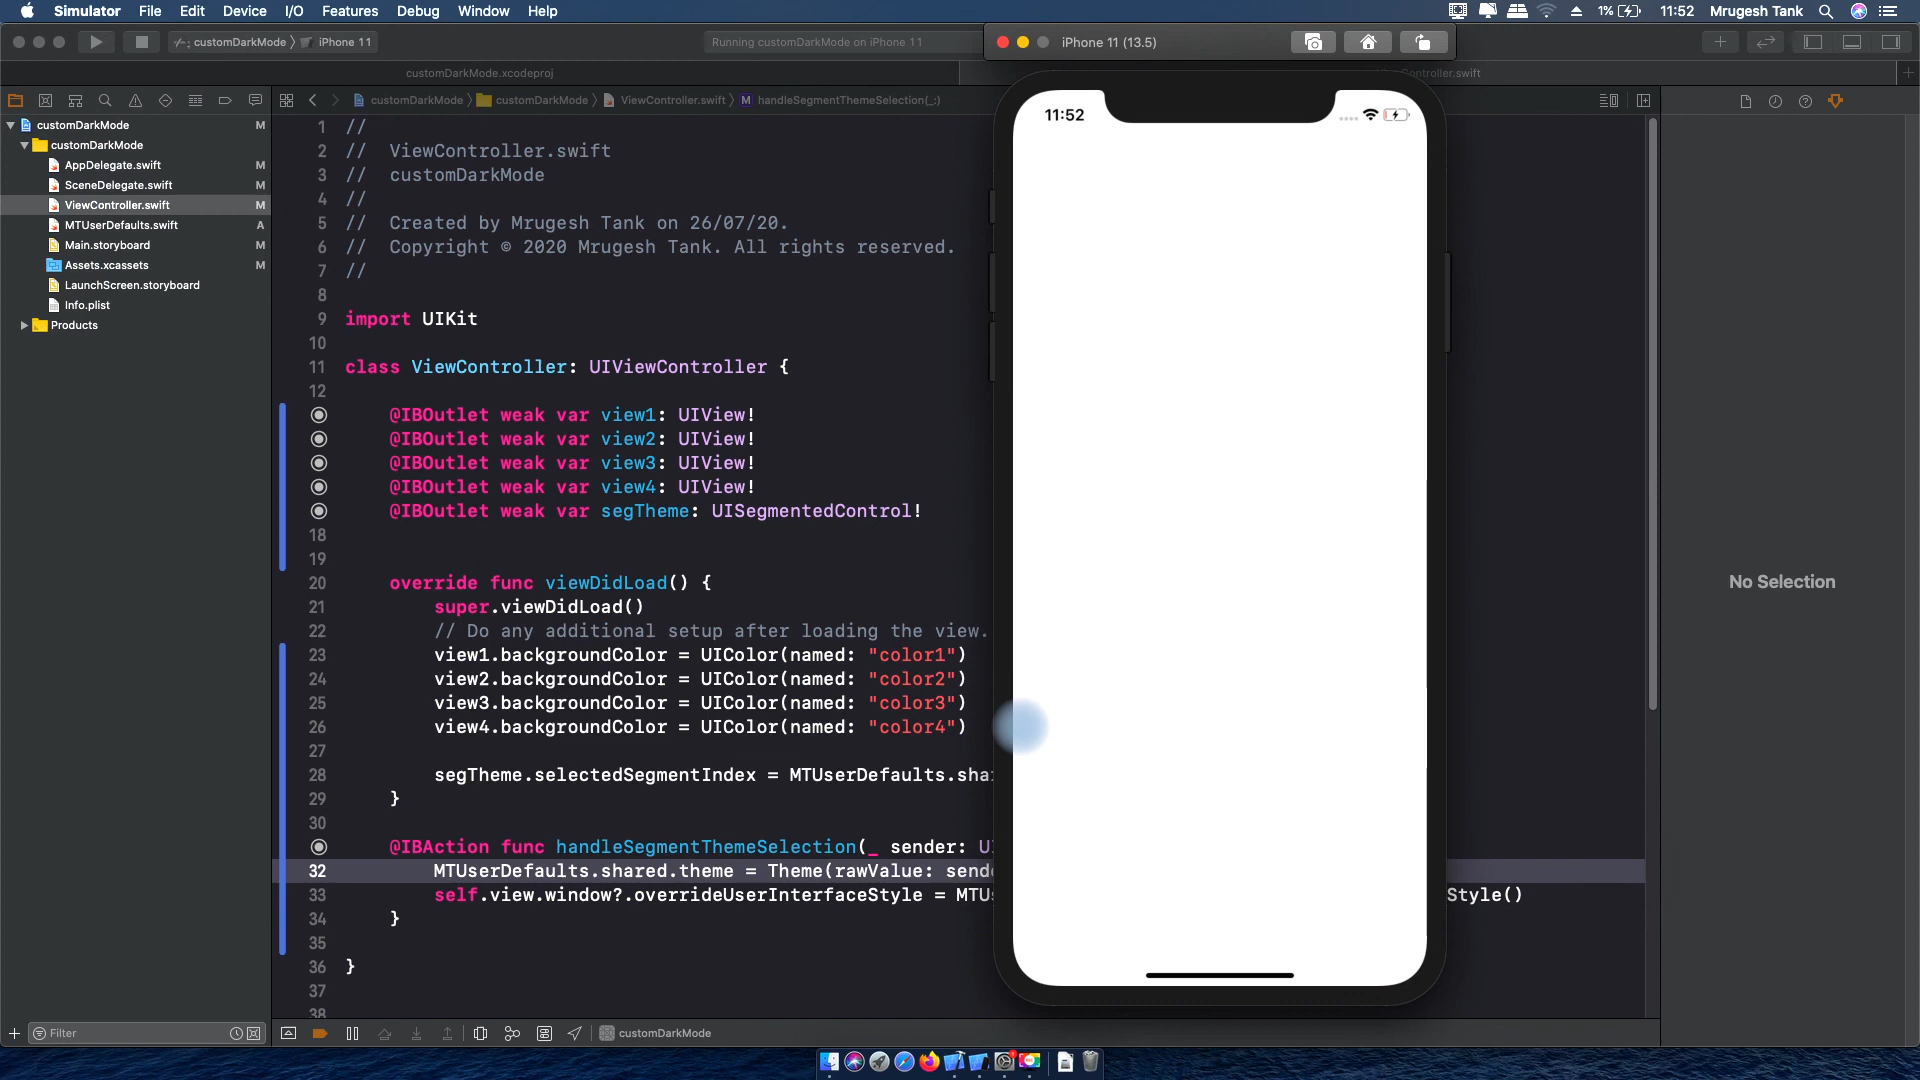 Simulator File Edit Device I/O Features Debug Window Help 1% 11:52 Mrugesh Tank
customDarkMode iPhone 11 Running customDarkMode on iPhone 11 iPhone 11 (13.5)
customDarkMode.xcodeproj Controller.swift
customDarkMode customDarkMode ViewController.swift M handleSegmentThemeSelection(_:)
customDarkMode M
customDarkMode
AppDelegate.swift M
SceneDelegate.swift M
ViewController.swift M
MTUserDefaults.swift A
Main.storyboard M
Assets.xcassets M
LaunchScreen.storyboard
Info.plist
Products
1 //
2 // ViewController.swift
3 // customDarkMode
4 //
5 // Created by Mrugesh Tank on 26/07/20.
6 // Copyright © 2020 Mrugesh Tank. All rights reserved.
7 //
8
9 import UIKit
10
11 class ViewController: UIViewController {
12
@IBOutlet weak var view1: UIView!
@IBOutlet weak var view2: UIView!
@IBOutlet weak var view3: UIView!
@IBOutlet weak var view4: UIView!
@IBOutlet weak var segTheme: UISegmentedControl!
18
19
20 override func viewDidLoad() {
21 super.viewDidLoad()
22 // Do any additional setup after loading the view.
23 view1.backgroundColor = UIColor(named: "color1")
24 view2.backgroundColor = UIColor(named: "color2")
25 view3.backgroundColor = UIColor(named: "color3")
26 view4.backgroundColor = UIColor(named: "color4")
27
28 segTheme.selectedSegmentIndex = MTUserDefaults.sha
29 }
30
@IBAction func handleSegmentThemeSelection(_ sender: U
32 MTUserDefaults.shared.theme = Theme(rawValue: sende
33 self.view.window?.overrideUserInterfaceStyle = MTU Style()
34 }
35
36 }
37
38
11:52
No Selection
Filter
customDarkMode